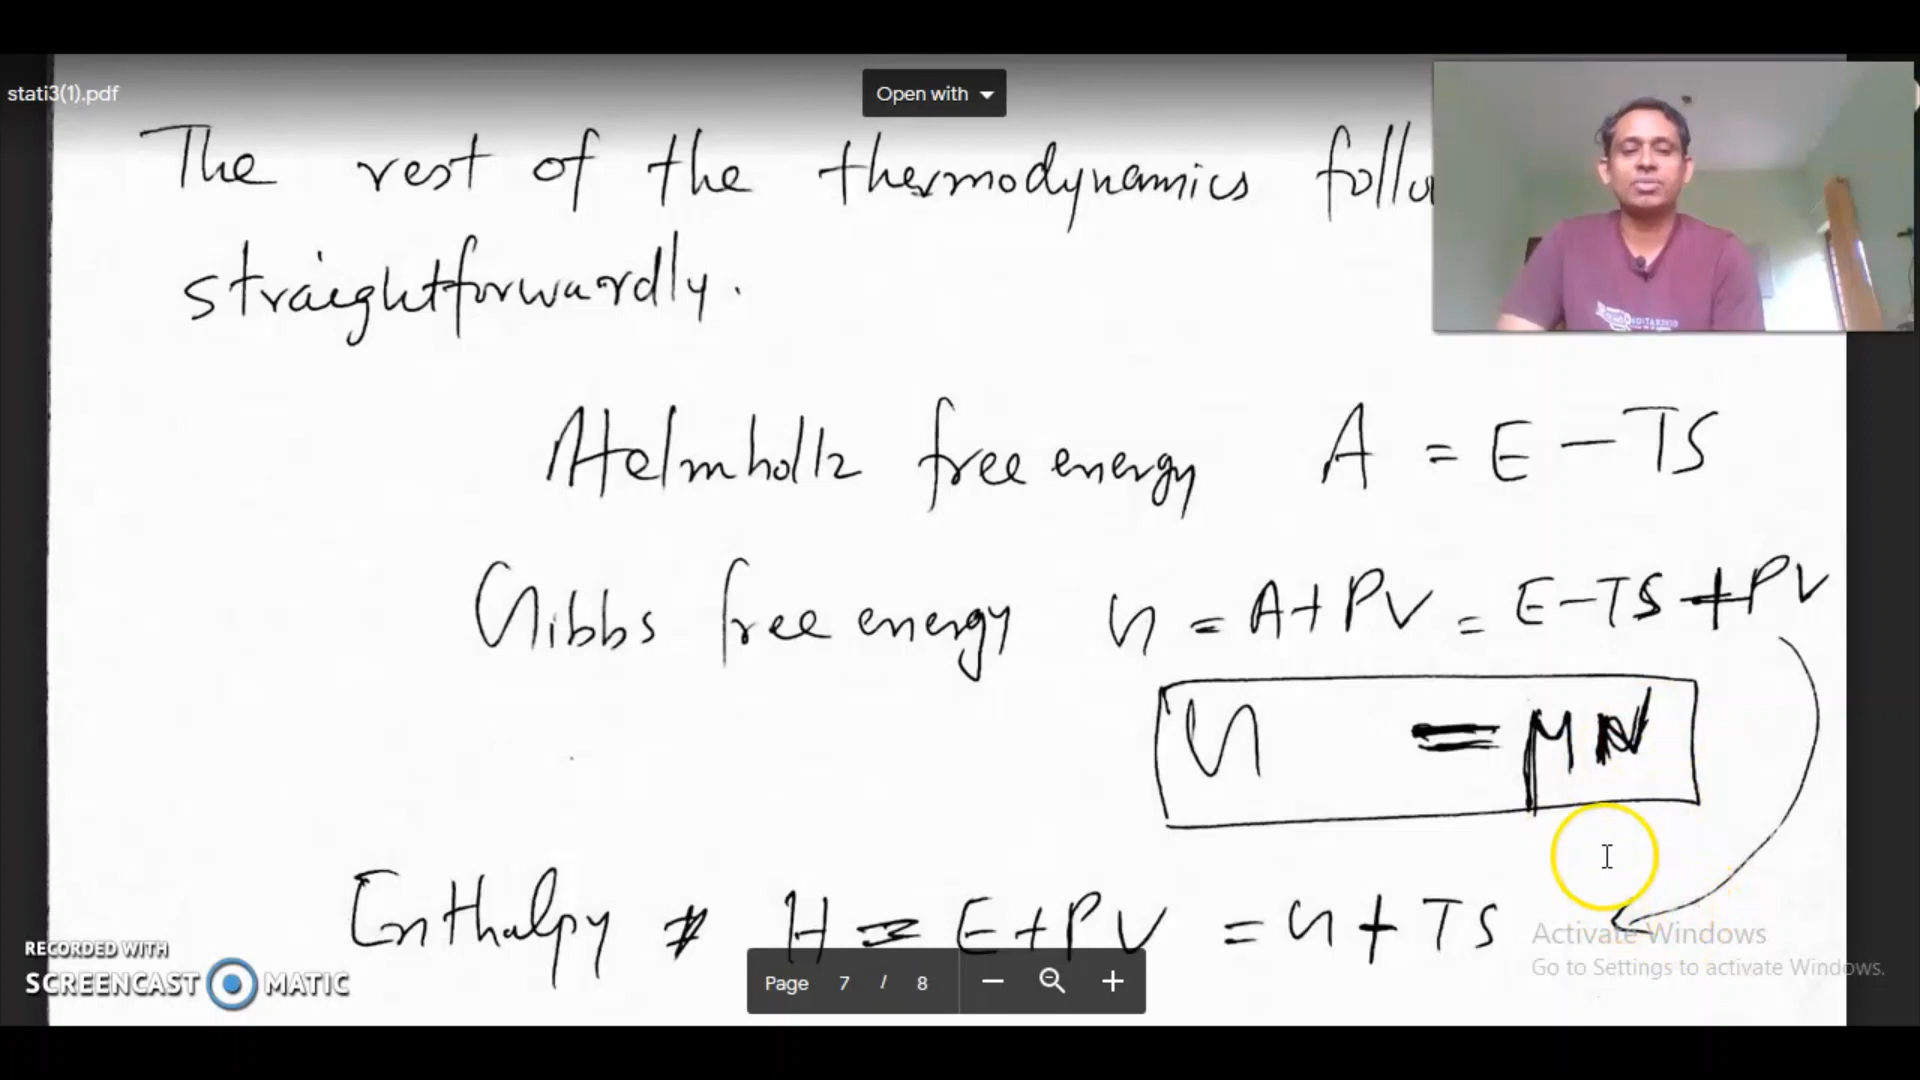 stati3(1).pdf
Open with
The rest of the thermodynamics
straightforwardly.
Helmholtz free energy A = E - TS
Gibbs free energy G = A + PV = E - TS + PV
G = μN
Enthalpy H = E + PV = G + TS
RECORDED WITH
SCREENCAST MATIC
Page 7 / 8
Activate Windows
Go to Settings to activate Windows.